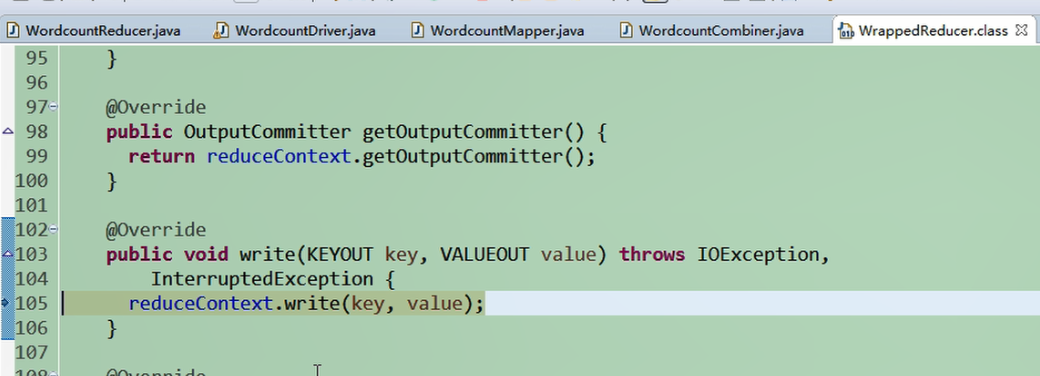 WordcountReducer.java WordcountDriver.java WordcountMapper.java WordcountCombiner.java WrappedReducer.class
95 }
96
97 @Override
98 public OutputCommitter getOutputCommitter() {
99 return reduceContext.getOutputCommitter();
100 }
101
102 @Override
103 public void write(KEYOUT key, VALUEOUT value) throws IOException,
104 InterruptedException {
105 reduceContext.write(key, value);
106 }
107
108 @Override